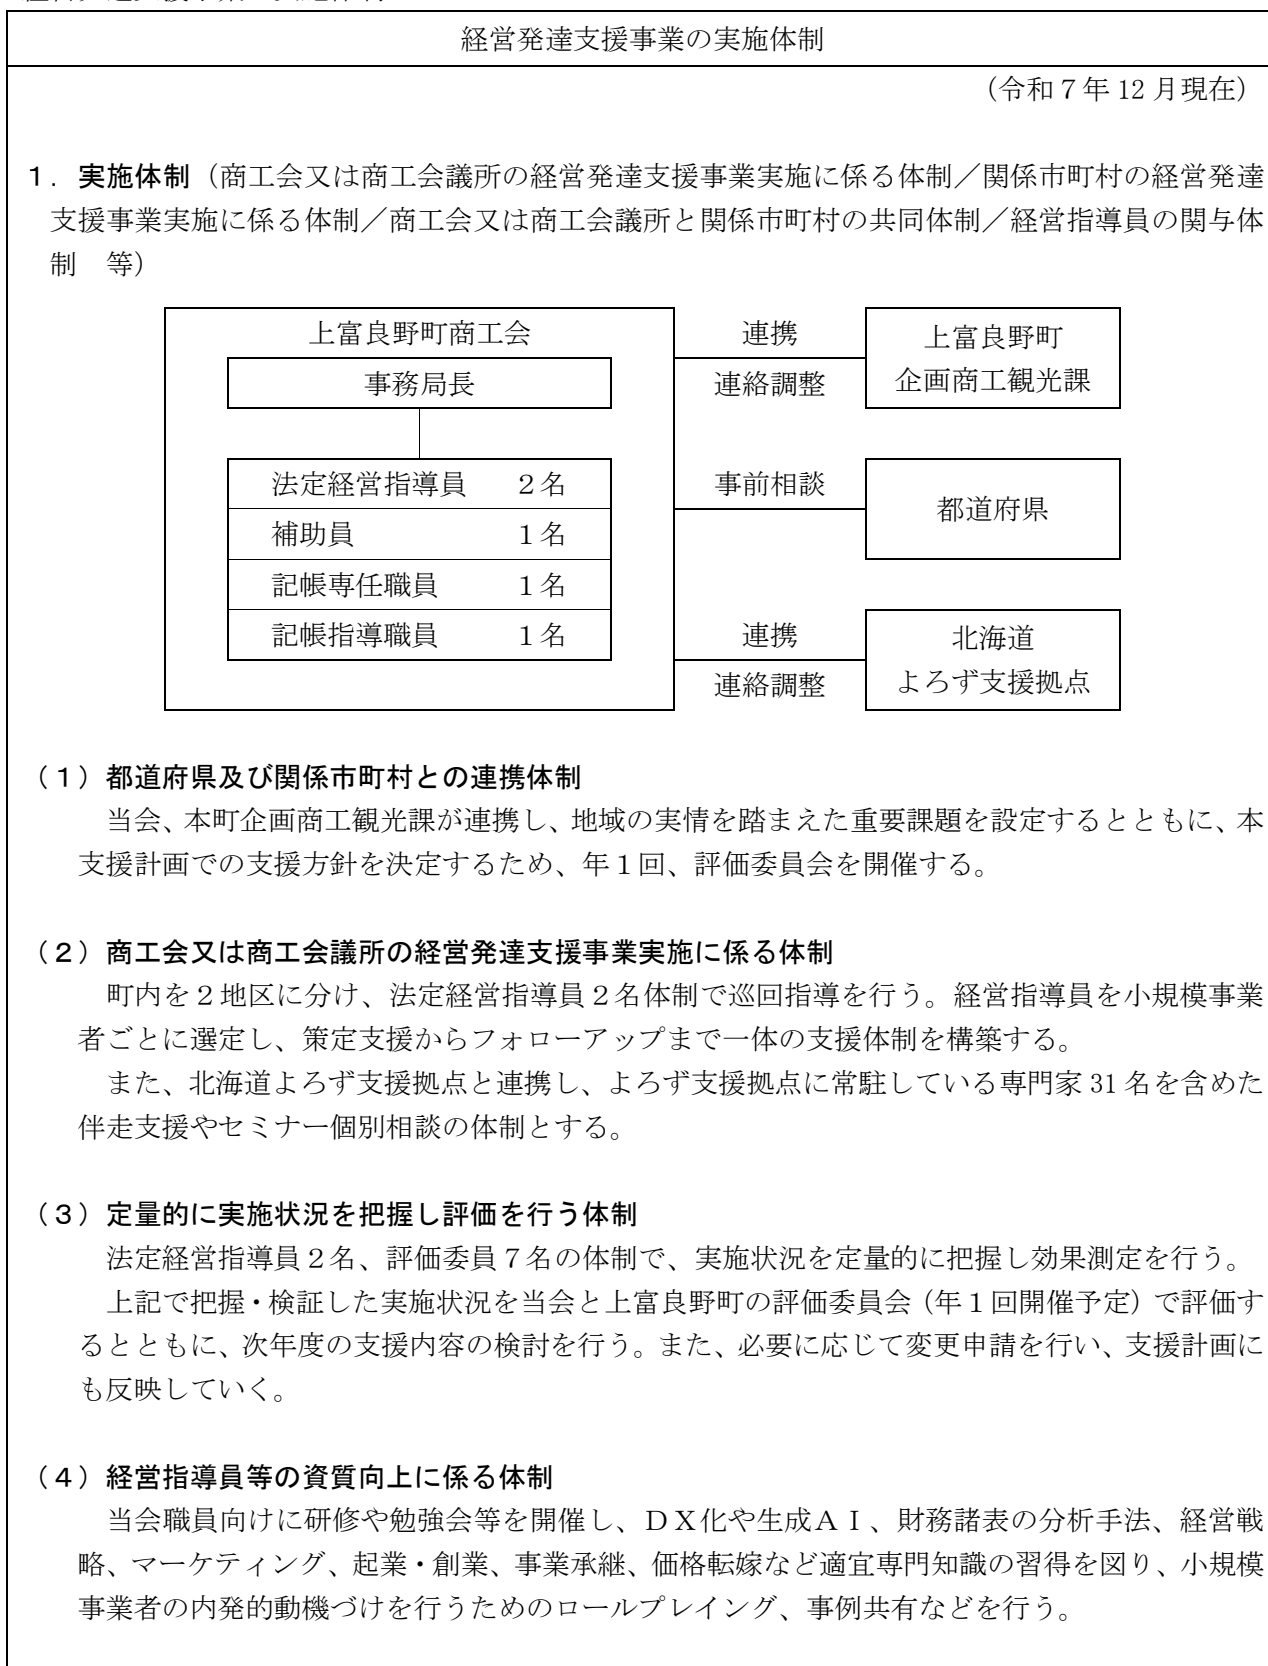 経営発達支援事業の実施体制
（令和７年 12 月現在）
１．実施体制（商工会又は商工会議所の経営発達支援事業実施に係る体制／関係市町村の経営発達
支援事業実施に係る体制／商工会又は商工会議所と関係市町村の共同体制／経営指導員の関与体
制　等）
上富良野町商工会
事務局長
法定経営指導員　２名
補助員　１名
記帳専任職員　１名
記帳指導職員　１名
連携
連絡調整
上富良野町
企画商工観光課
事前相談
都道府県
連携
連絡調整
北海道
よろず支援拠点
（１）都道府県及び関係市町村との連携体制
当会、本町企画商工観光課が連携し、地域の実情を踏まえた重要課題を設定するとともに、本
支援計画での支援方針を決定するため、年１回、評価委員会を開催する。
（２）商工会又は商工会議所の経営発達支援事業実施に係る体制
町内を２地区に分け、法定経営指導員２名体制で巡回指導を行う。経営指導員を小規模事業
者ごとに選定し、策定支援からフォローアップまで一体の支援体制を構築する。
また、北海道よろず支援拠点と連携し、よろず支援拠点に常駐している専門家 31 名を含めた
伴走支援やセミナー個別相談の体制とする。
（３）定量的に実施状況を把握し評価を行う体制
法定経営指導員２名、評価委員７名の体制で、実施状況を定量的に把握し効果測定を行う。
上記で把握・検証した実施状況を当会と上富良野町の評価委員会（年１回開催予定）で評価す
るとともに、次年度の支援内容の検討を行う。また、必要に応じて変更申請を行い、支援計画に
も反映していく。
（４）経営指導員等の資質向上に係る体制
当会職員向けに研修や勉強会等を開催し、ＤＸ化や生成ＡＩ、財務諸表の分析手法、経営戦
略、マーケティング、起業・創業、事業承継、価格転嫁など適宜専門知識の習得を図り、小規模
事業者の内発的動機づけを行うためのロールプレイング、事例共有などを行う。